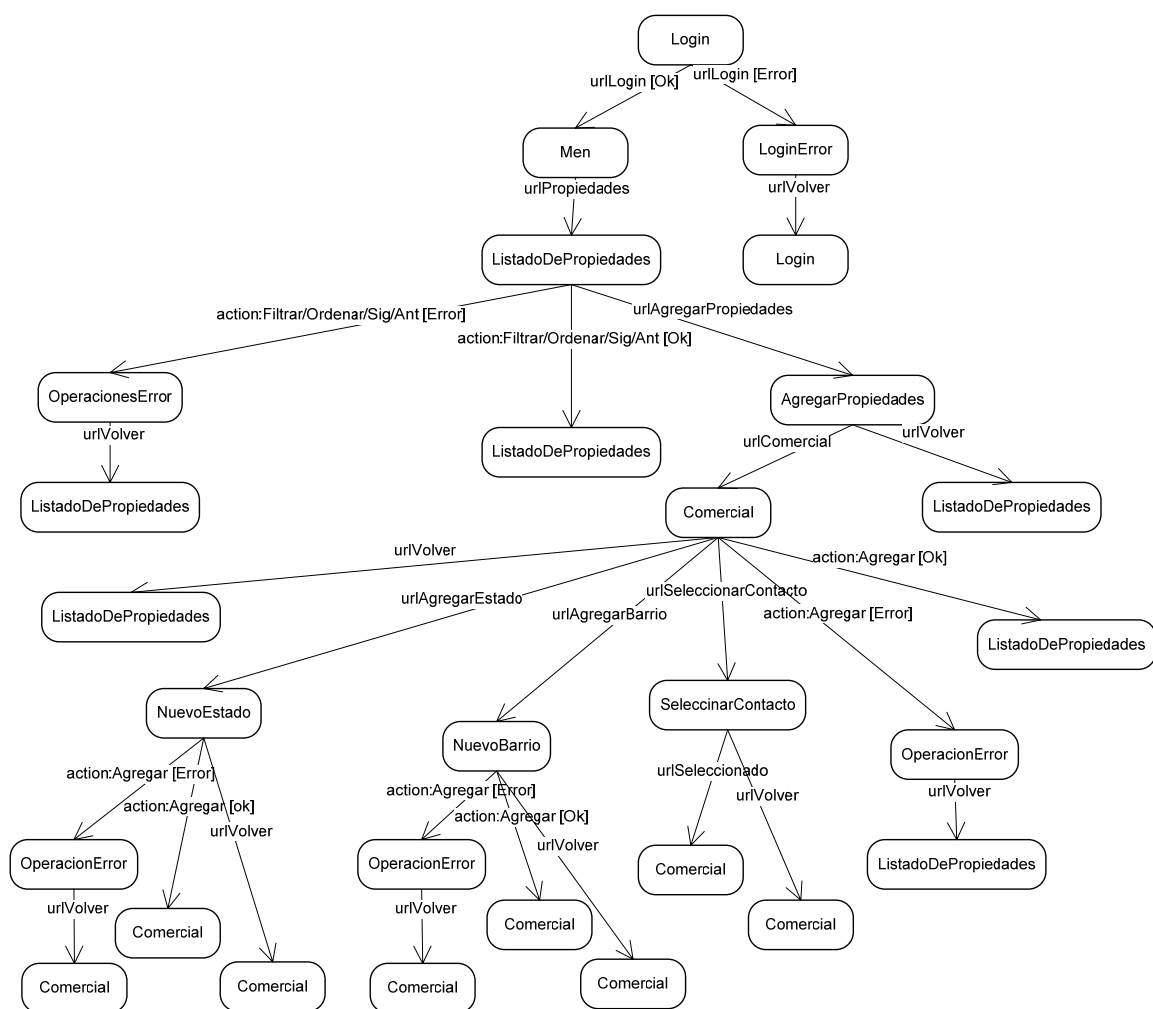 Login
urlLogin [Ok]
urlLogin [Error]
Men
LoginError
urlPropiedades
urlVolver
ListadoDePropiedades
Login
action:Filtrar/Ordenar/Sig/Ant [Error]
urlAgregarPropiedades
action:Filtrar/Ordenar/Sig/Ant [Ok]
OperacionesError
AgregarPropiedades
urlVolver
urlComercial
urlVolver
ListadoDePropiedades
ListadoDePropiedades
ListadoDePropiedades
Comercial
urlVolver
action:Agregar [Ok]
urlAgregarEstado
urlSeleccionarContacto
urlAgregarBarrio
action:Agregar [Error]
ListadoDePropiedades
ListadoDePropiedades
NuevoEstado
SeleccinarContacto
NuevoBarrio
OperacionError
action:Agregar [Error]
urlSeleccionado
action:Agregar [Error]
urlVolver
urlVolver
action:Agregar [ok]
action:Agregar [Ok]
urlVolver
urlVolver
OperacionError
OperacionError
Comercial
ListadoDePropiedades
urlVolver
urlVolver
Comercial
Comercial
Comercial
Comercial
Comercial
Comercial
Comercial